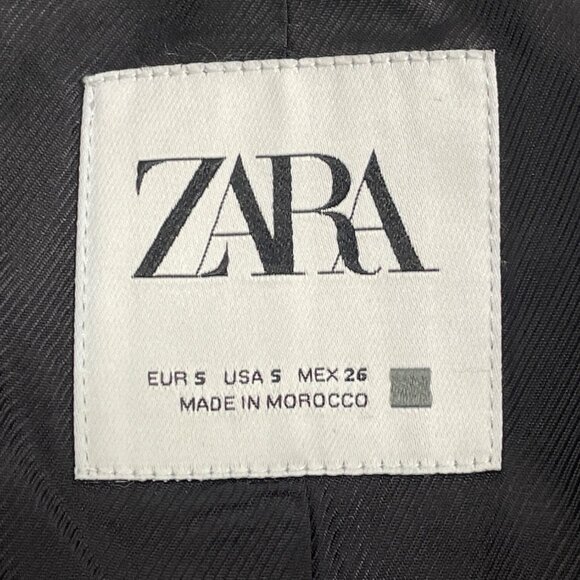 ZARA
EUR S USA S MEX 26
MADE IN MOROCCO